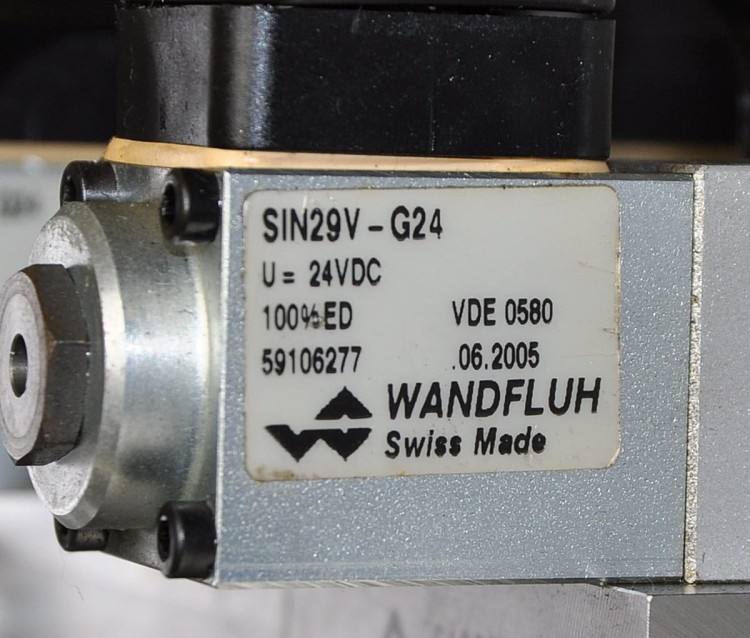 SIN29V-G24
U= 24VDC
100%ED VDE 0580
59106277 .06.2005
WANDFLUH
Swiss Made